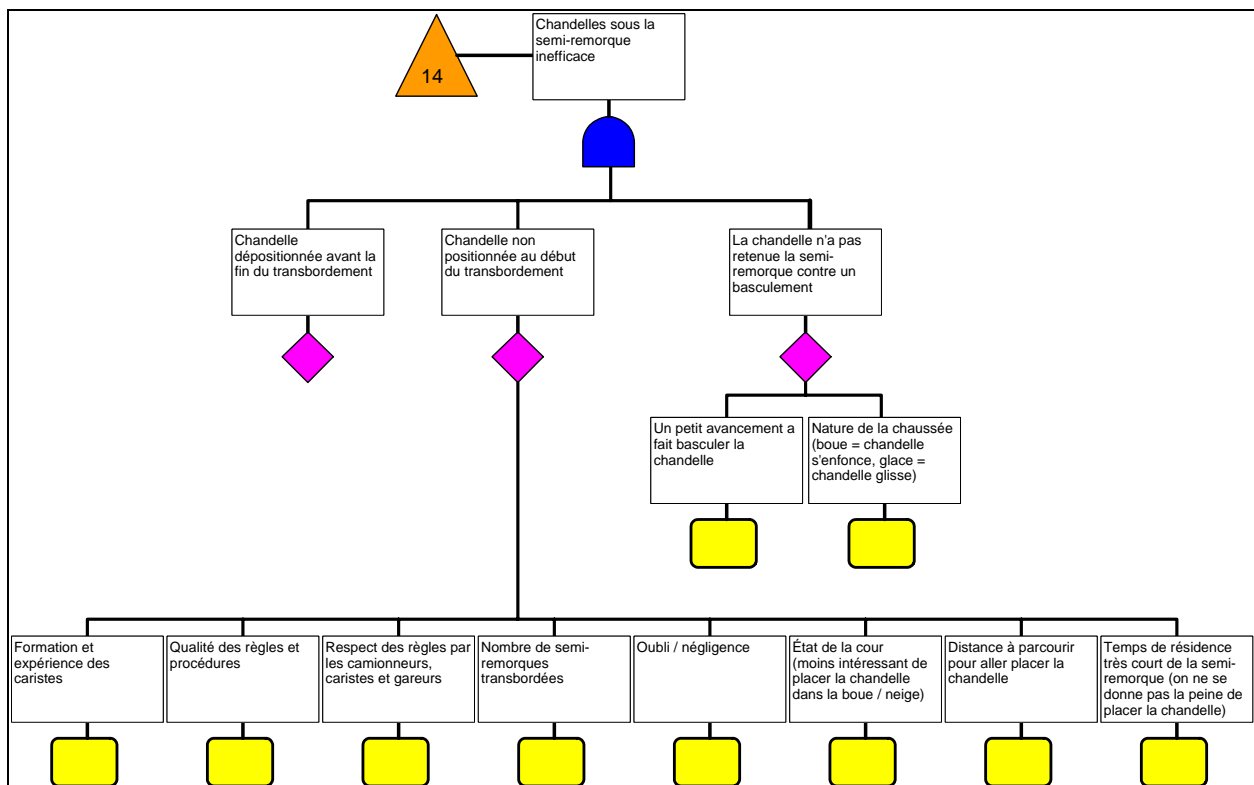 Chandelles sous la
semi-remorque
inefficace
14
Chandelle
dépositionnée avant la
fin du transbordement
Chandelle non
positionnée au début
du transbordement
La chandelle n'a pas
retenue la semi-
remorque contre un
basculement
Un petit avancement a
fait basculer la
chandelle
Nature de la chaussée
(boue = chandelle
s'enfonce, glace =
chandelle glisse)
Formation et
expérience des
caristes
Qualité des règles et
procédures
Respect des règles par
les camionneurs,
caristes et gareurs
Nombre de semi-
remorques
transbordées
Oubli / négligence
État de la cour
(moins intéressant de
placer la chandelle
dans la boue / neige)
Distance à parcourir
pour aller placer la
chandelle
Temps de résidence
très court de la semi-
remorque (on ne se
donne pas la peine de
placer la chandelle)